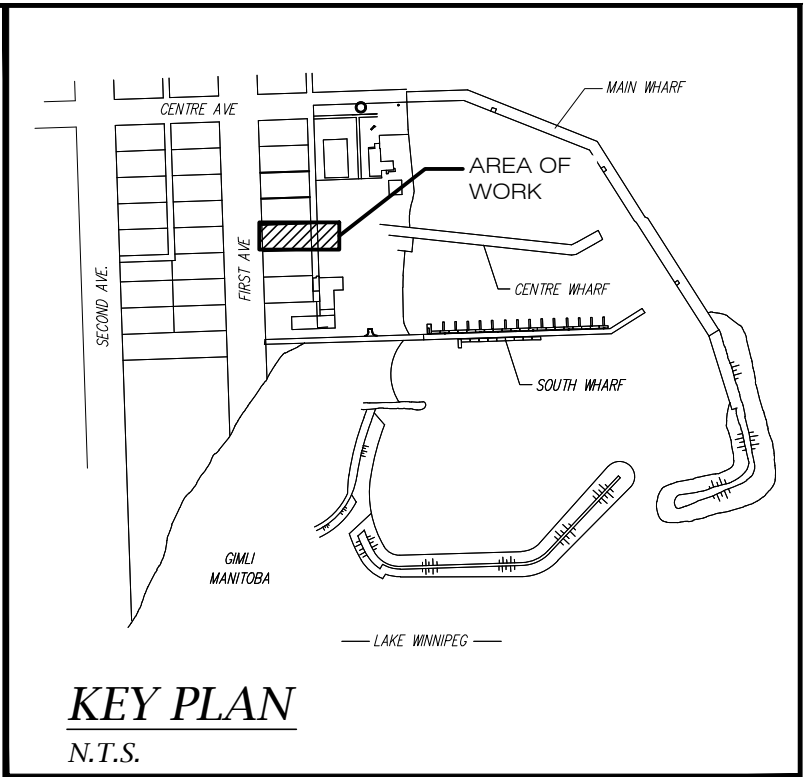 CENTRE AVE
MAIN WHARF
AREA OF
WORK
SECOND AVE.
FIRST AVE
CENTRE WHARF
SOUTH WHARF
GIMLI
MANITOBA
LAKE WINNIPEG
KEY PLAN
N.T.S.